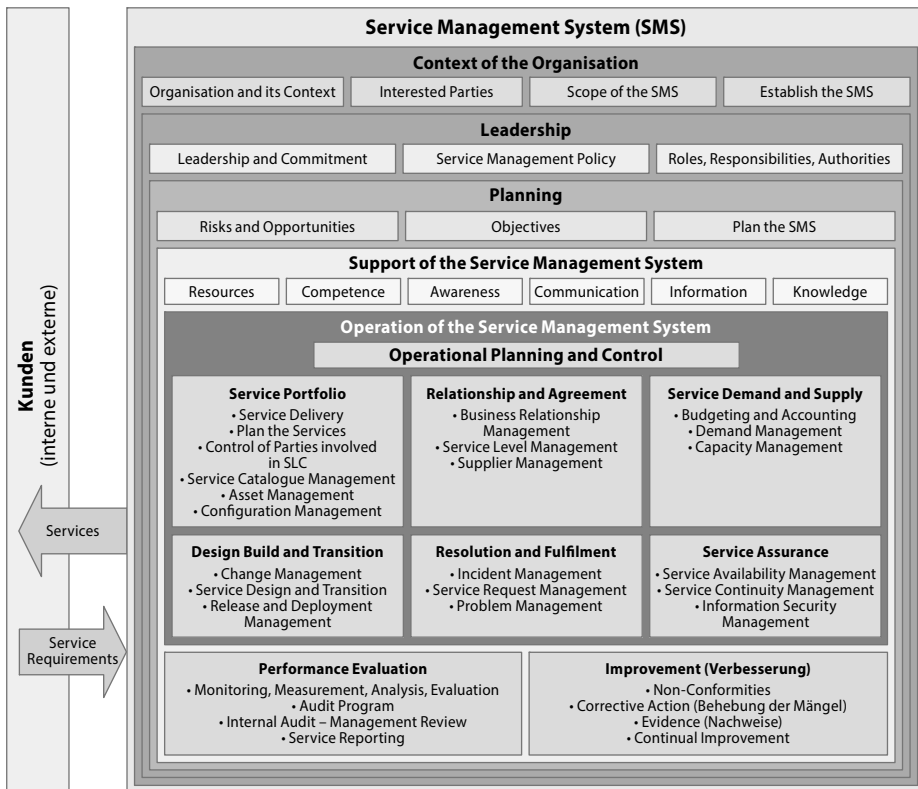 Service Management System (SMS)
Context of the Organisation
Organisation and its Context
Interested Parties
Scope of the SMS
Establish the SMS
Leadership
Leadership and Commitment
Service Management Policy
Roles, Responsibilities, Authorities
Planning
Risks and Opportunities
Objectives
Plan the SMS
Support of the Service Management System
Resources
Competence
Awareness
Communication
Information
Knowledge
Operation of the Service Management System
Operational Planning and Control
Service Portfolio
• Service Delivery
• Plan the Services
• Control of Parties involved
in SLC
• Service Catalogue Management
• Asset Management
• Configuration Management
Relationship and Agreement
• Business Relationship
Management
• Service Level Management
• Supplier Management
Service Demand and Supply
• Budgeting and Accounting
• Demand Management
• Capacity Management
Design Build and Transition
• Change Management
• Service Design and Transition
• Release and Deployment
Management
Resolution and Fulfilment
• Incident Management
• Service Request Management
• Problem Management
Service Assurance
• Service Availability Management
• Service Continuity Management
• Information Security
Management
Performance Evaluation
• Monitoring, Measurement, Analysis, Evaluation
• Audit Program
• Internal Audit – Management Review
• Service Reporting
Improvement (Verbesserung)
• Non-Conformities
• Corrective Action (Behebung der Mängel)
• Evidence (Nachweise)
• Continual Improvement
Kunden
(interne und externe)
Services
Service
Requirements